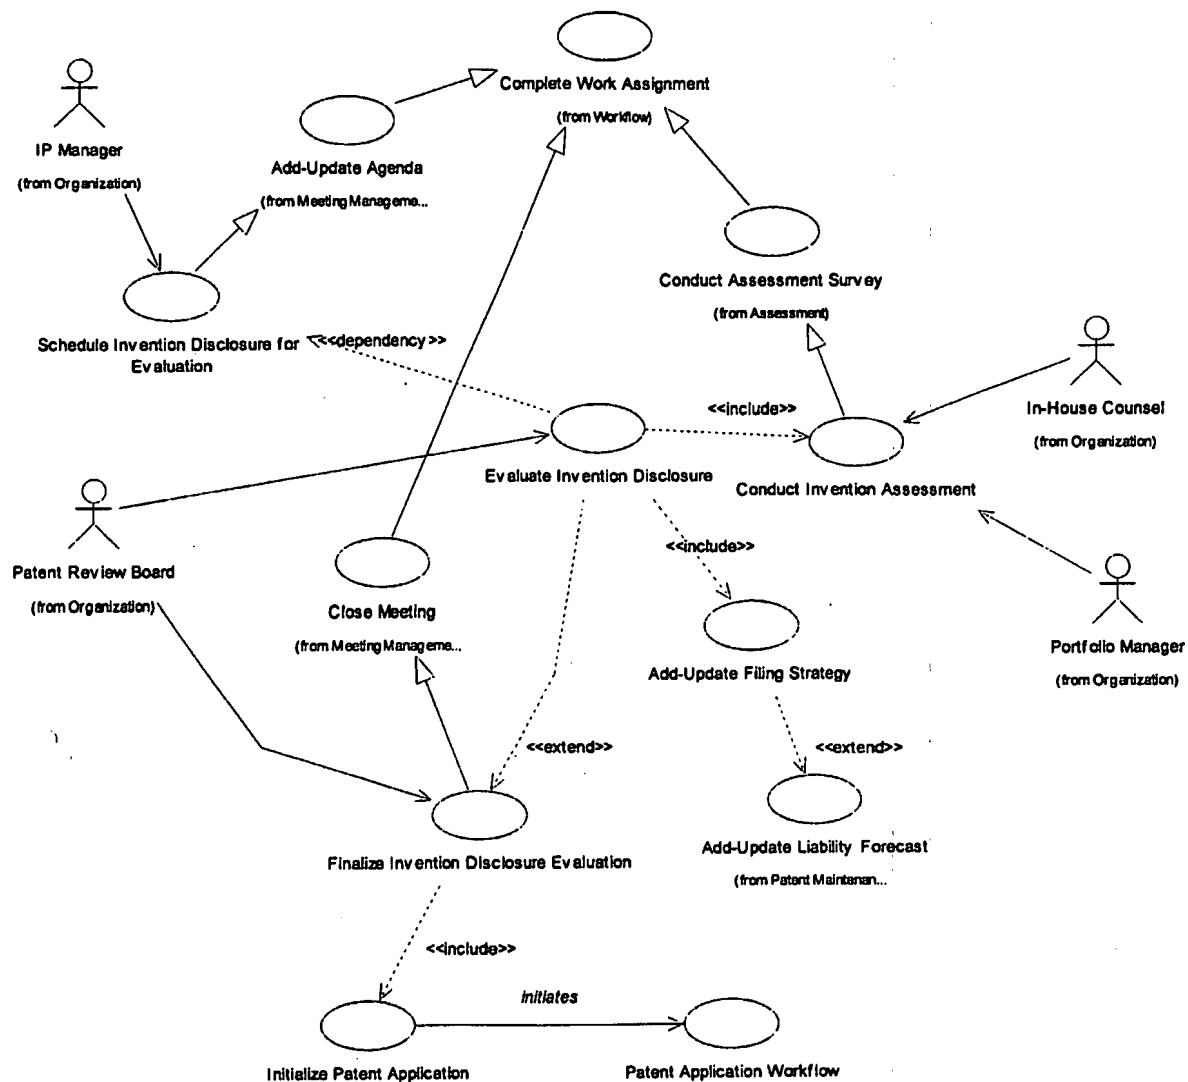 Complete Work Assignment
(from Workflow)
IP Manager
(from Organization)
Add-Update Agenda
(from Meeting Manageme...
Conduct Assessment Survey
(from Assessment)
Schedule Invention Disclosure for
Evaluation
<<dependency>>
<<include>>
In-House Counsel
(from Organization)
Evaluate Invention Disclosure
Conduct Invention Assessment
Patent Review Board
(from Organization)
<<include>>
Close Meeting
(from Meeting Manageme...
Add-Update Filing Strategy
Portfolio Manager
(from Organization)
<<extend>>
<<extend>>
Finalize Invention Disclosure Evaluation
Add-Update Liability Forecast
(from Patent Maintenan...
<<include>>
initiates
Initialize Patent Application
Patent Application Workflow